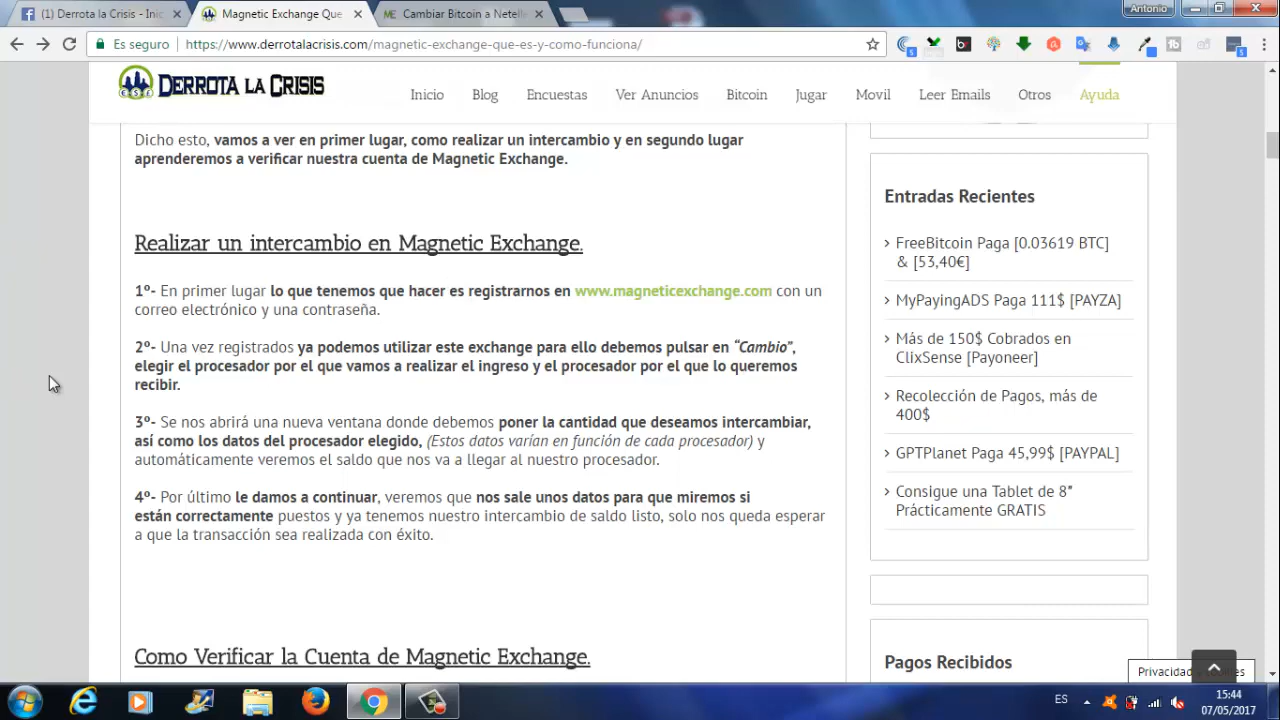 (1) Derrota la Crisis - Inic
Magnetic Exchange Que
Cambiar Bitcoin a Netelle
Antonio
Es seguro
https://www.derrotalacrisis.com/magnetic-exchange-que-es-y-como-funciona/
DERROTA LA CRISIS
Inicio
Blog
Encuestas
Ver Anuncios
Bitcoin
Jugar
Movil
Leer Emails
Otros
Ayuda
Dicho esto, vamos a ver en primer lugar, como realizar un intercambio y en segundo lugar
aprenderemos a verificar nuestra cuenta de Magnetic Exchange.
Realizar un intercambio en Magnetic Exchange.
1º- En primer lugar lo que tenemos que hacer es registrarnos en www.magneticexchange.com con un
correo electrónico y una contraseña.
2º- Una vez registrados ya podemos utilizar este exchange para ello debemos pulsar en “Cambio”,
elegir el procesador por el que vamos a realizar el ingreso y el procesador por el que lo queremos
recibir.
3º- Se nos abrirá una nueva ventana donde debemos poner la cantidad que deseamos intercambiar,
así como los datos del procesador elegido, (Estos datos varían en función de cada procesador) y
automáticamente veremos el saldo que nos va a llegar al nuestro procesador.
4º- Por último le damos a continuar, veremos que nos sale unos datos para que miremos si
están correctamente puestos y ya tenemos nuestro intercambio de saldo listo, solo nos queda esperar
a que la transacción sea realizada con éxito.
Como Verificar la Cuenta de Magnetic Exchange.
Entradas Recientes
FreeBitcoin Paga [0.03619 BTC]
& [53,40€]
MyPayingADS Paga 111$ [PAYZA]
Más de 150$ Cobrados en
ClixSense [Payoneer]
Recolección de Pagos, más de
400$
GPTPlanet Paga 45,99$ [PAYPAL]
Consigue una Tablet de 8”
Prácticamente GRATIS
Pagos Recibidos
Privacidad y cookies
ES
15:44
07/05/2017